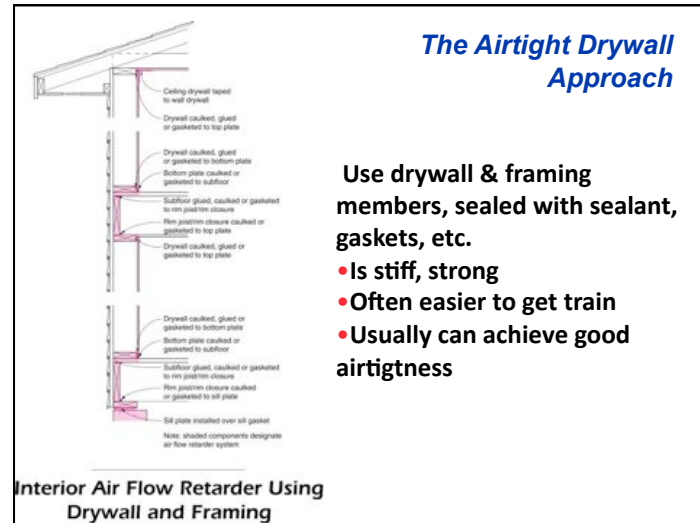 The Airtight Drywall
Approach
Ceiling drywall taped
to wall drywall
Drywall caulked, glued
or gasketed to top plate
Drywall caulked, glued
or gasketed to bottom plate
Bottom plate caulked or
gasketed to subfloor
Subfloor glued, caulked or gasketed
to rim joist/rim closure
Rim joist/rim closure caulked or
gasketed to top plate
Drywall caulked, glued or
gasketed to top plate
Drywall caulked, glued or
gasketed to bottom plate
Bottom plate caulked or
gasketed to subfloor
Subfloor glued, caulked or gasketed
to rim joist/rim closure
Rim joist/rim closure caulked
or gasketed to sill plate
Sill plate installed over sill gasket
Note: shaded components designate
air flow retarder system
Interior Air Flow Retarder Using
Drywall and Framing
Use drywall & framing
members, sealed with sealant,
gaskets, etc.
•Is stiff, strong
•Often easier to get train
•Usually can achieve good
airtigtness